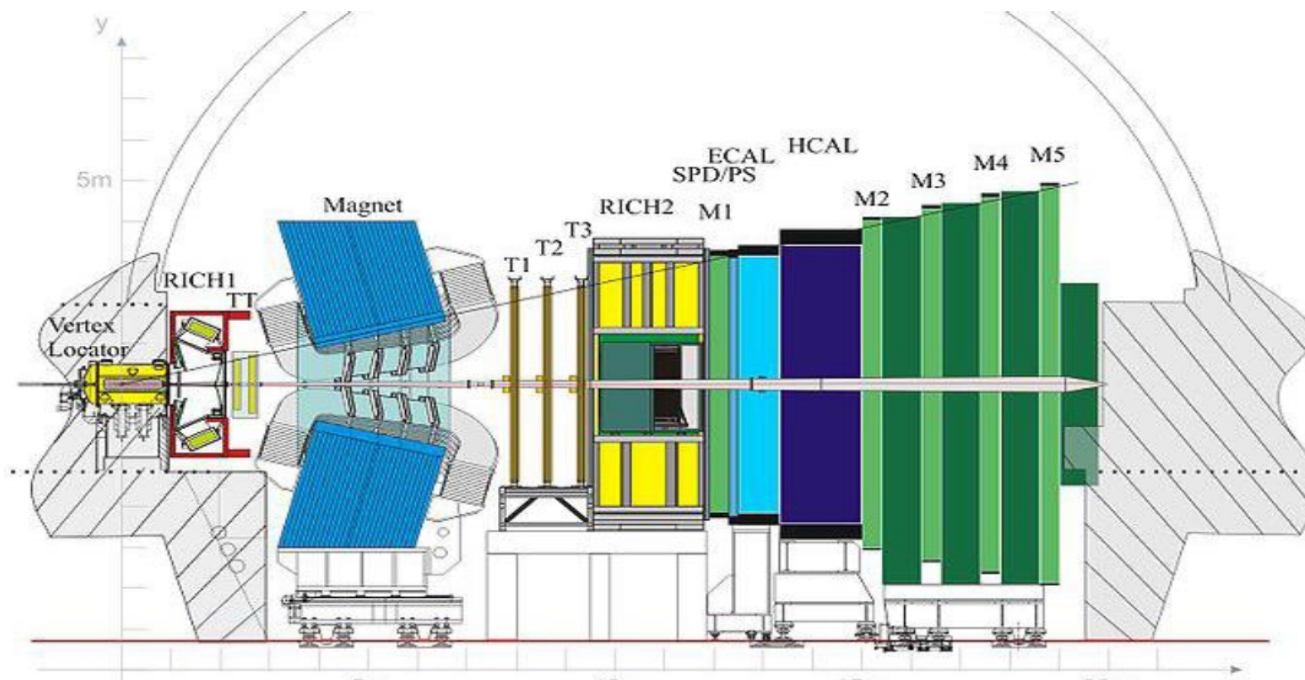 y
5m
Magnet
RICH1
TT
Vertex
Locator
T1
T2
T3
RICH2
M1
SPD/PS
ECAL
HCAL
M2
M3
M4
M5